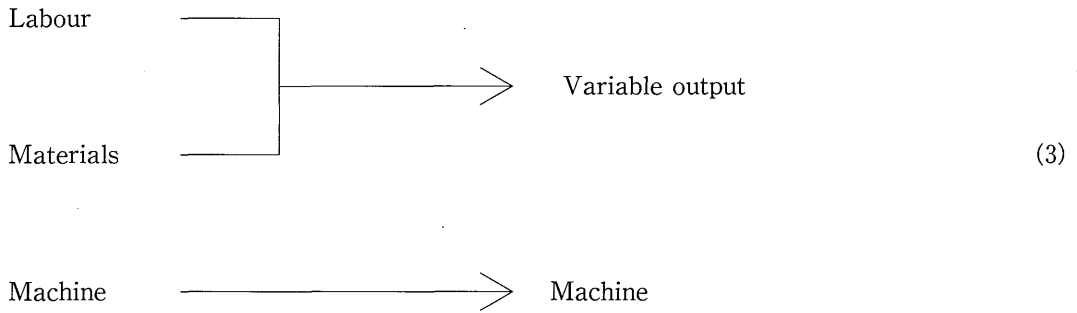 Labour
Variable output
Materials
(3)
Machine Machine